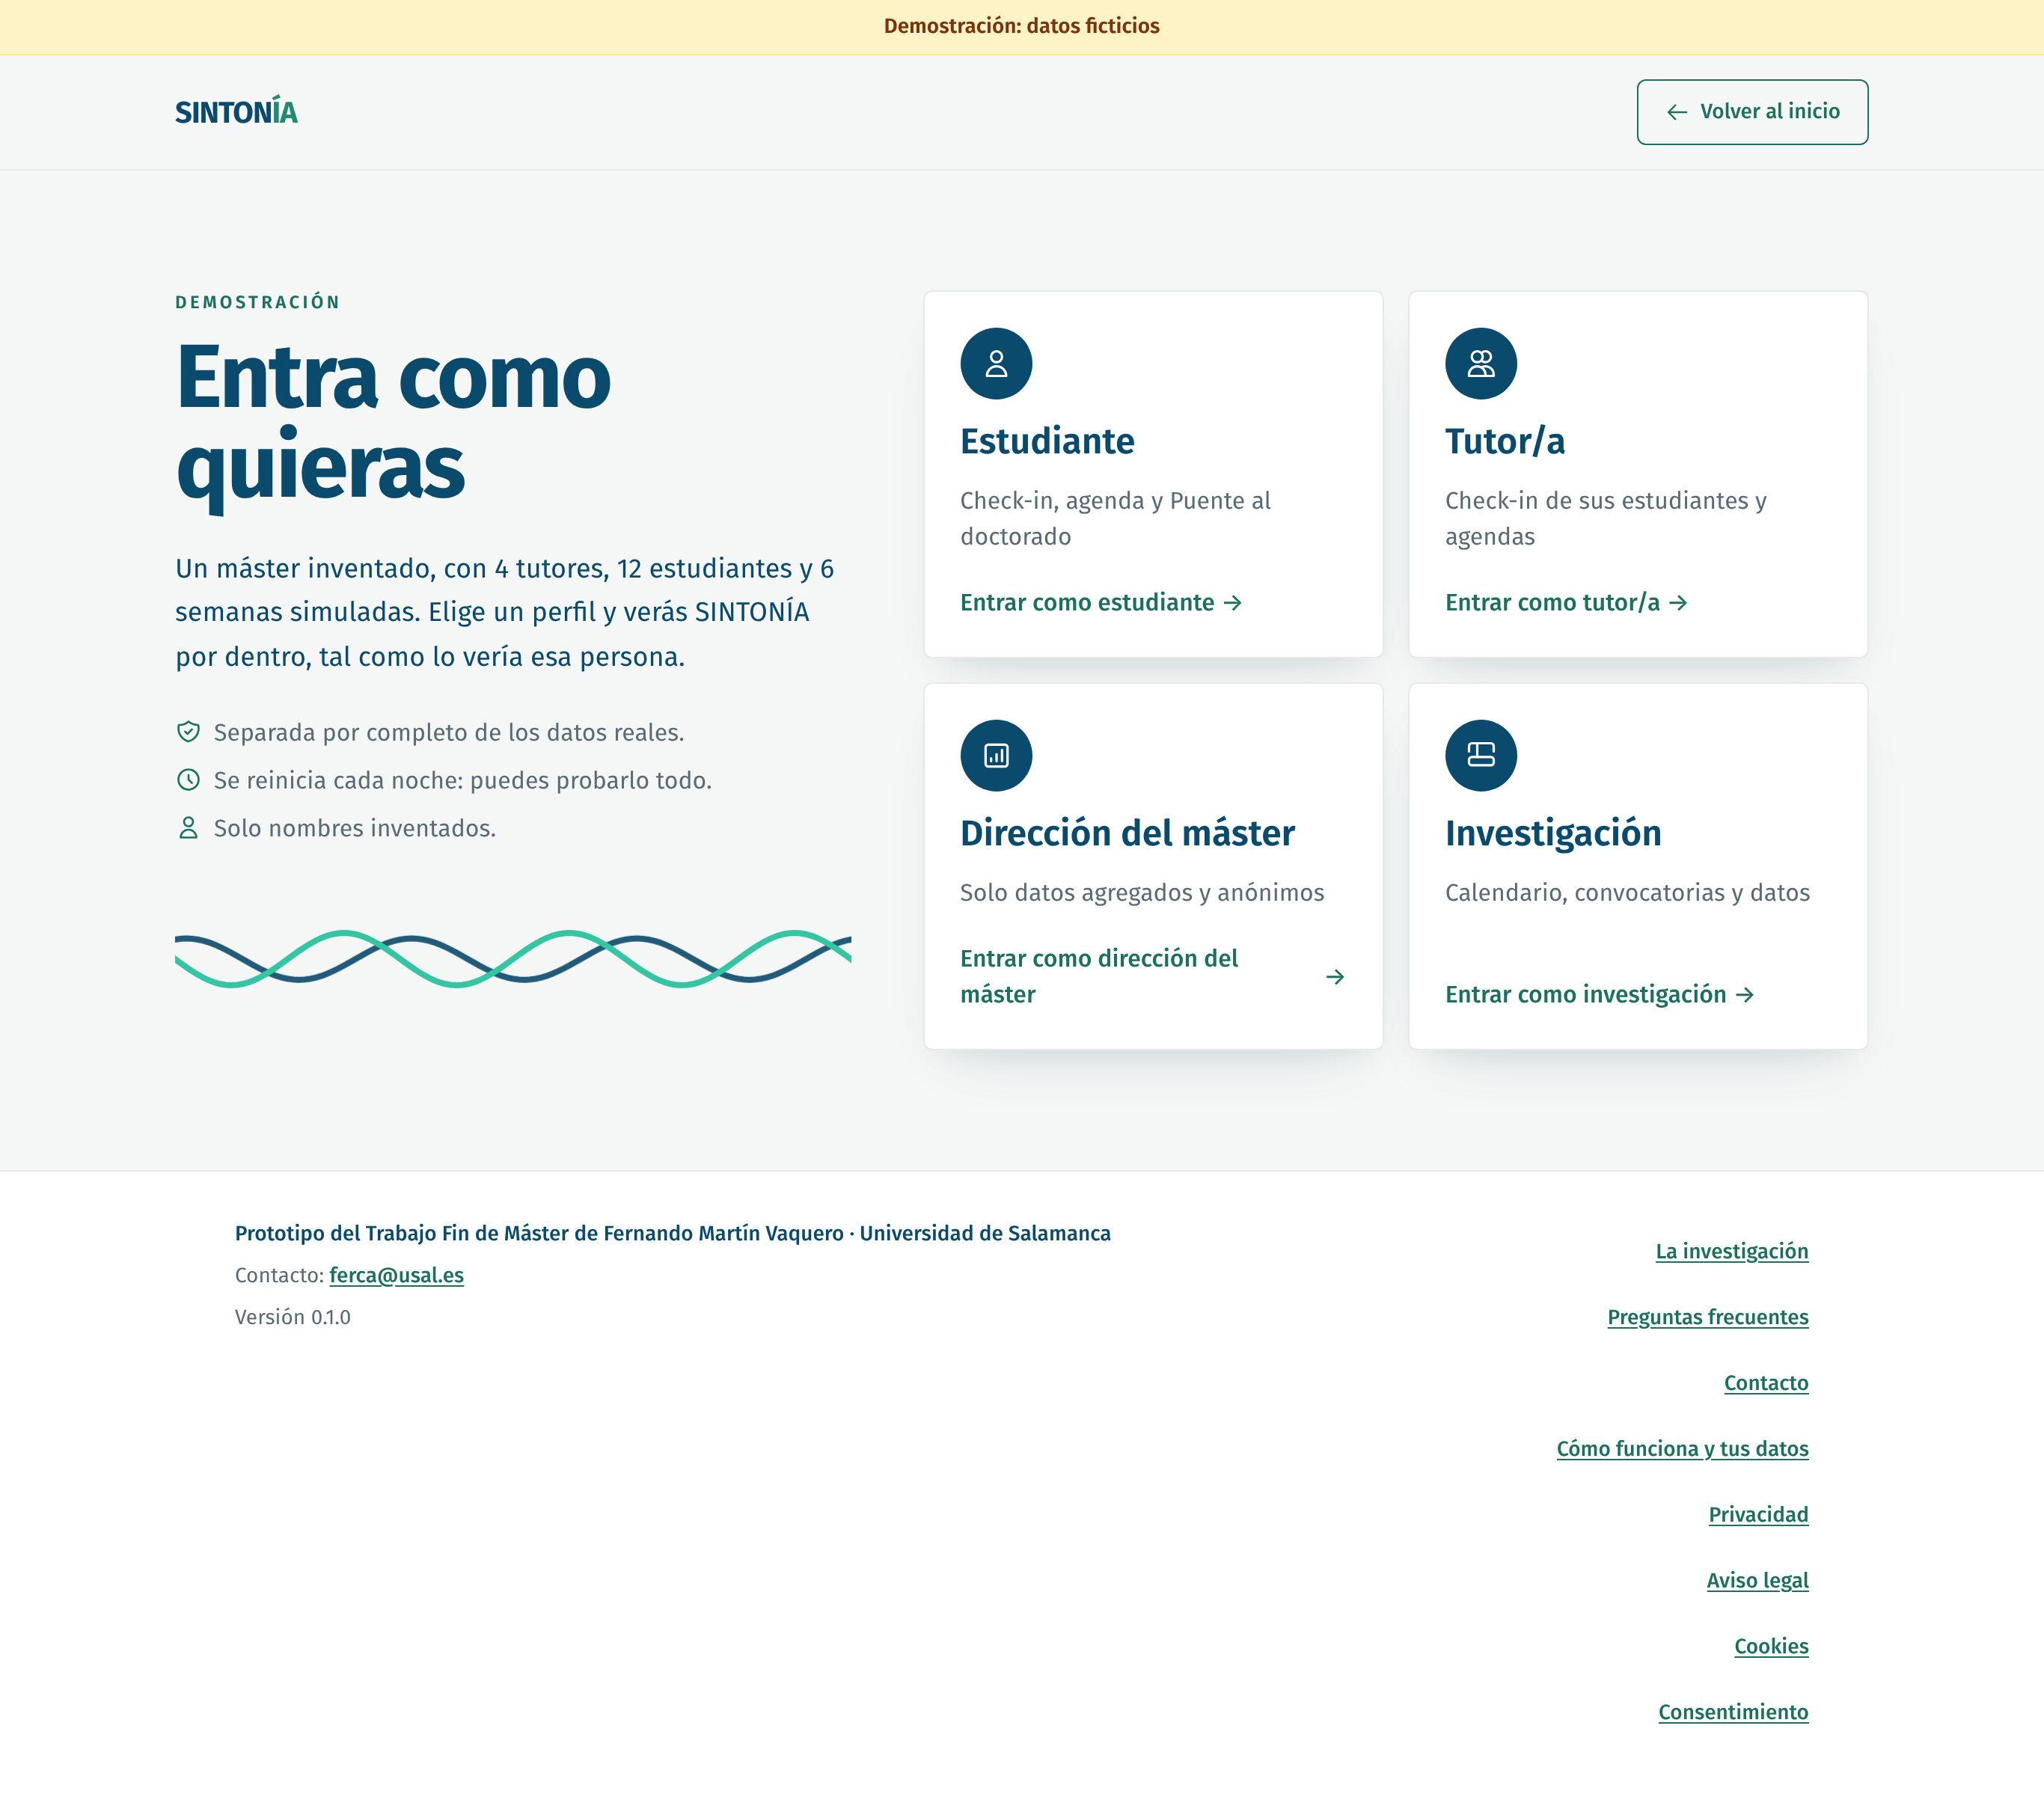 Demostración: datos ficticios
SINTONÍA
← Volver al inicio
DEMOSTRACIÓN
Entra como
quieras
Un máster inventado, con 4 tutores, 12 estudiantes y 6
semanas simuladas. Elige un perfil y verás SINTONÍA
por dentro, tal como lo vería esa persona.
Separada por completo de los datos reales.
Se reinicia cada noche: puedes probarlo todo.
Solo nombres inventados.
Estudiante
Check-in, agenda y Puente al
doctorado
Entrar como estudiante →
Tutor/a
Check-in de sus estudiantes y
agendas
Entrar como tutor/a →
Dirección del máster
Solo datos agregados y anónimos
Entrar como dirección del
máster →
Investigación
Calendario, convocatorias y datos
Entrar como investigación →
Prototipo del Trabajo Fin de Máster de Fernando Martín Vaquero · Universidad de Salamanca
Contacto: ferca@usal.es
Versión 0.1.0
La investigación
Preguntas frecuentes
Contacto
Cómo funciona y tus datos
Privacidad
Aviso legal
Cookies
Consentimiento